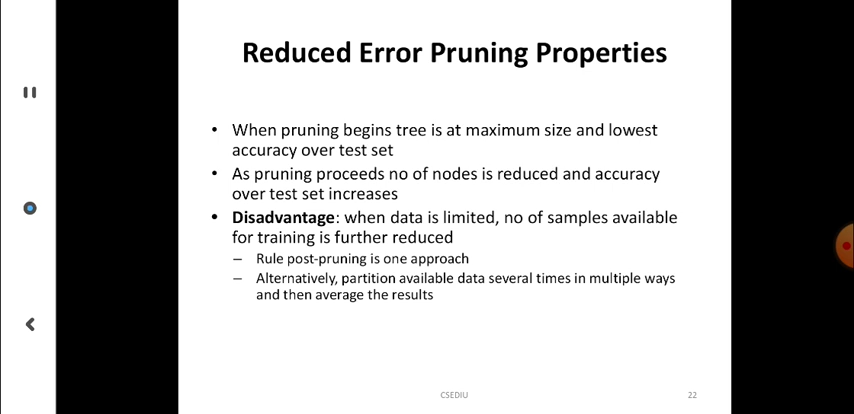 Reduced Error Pruning Properties
• When pruning begins tree is at maximum size and lowest
accuracy over test set
• As pruning proceeds no of nodes is reduced and accuracy
over test set increases
• Disadvantage: when data is limited, no of samples available
for training is further reduced
– Rule post-pruning is one approach
– Alternatively, partition available data several times in multiple ways
and then average the results
CSEDIU
22